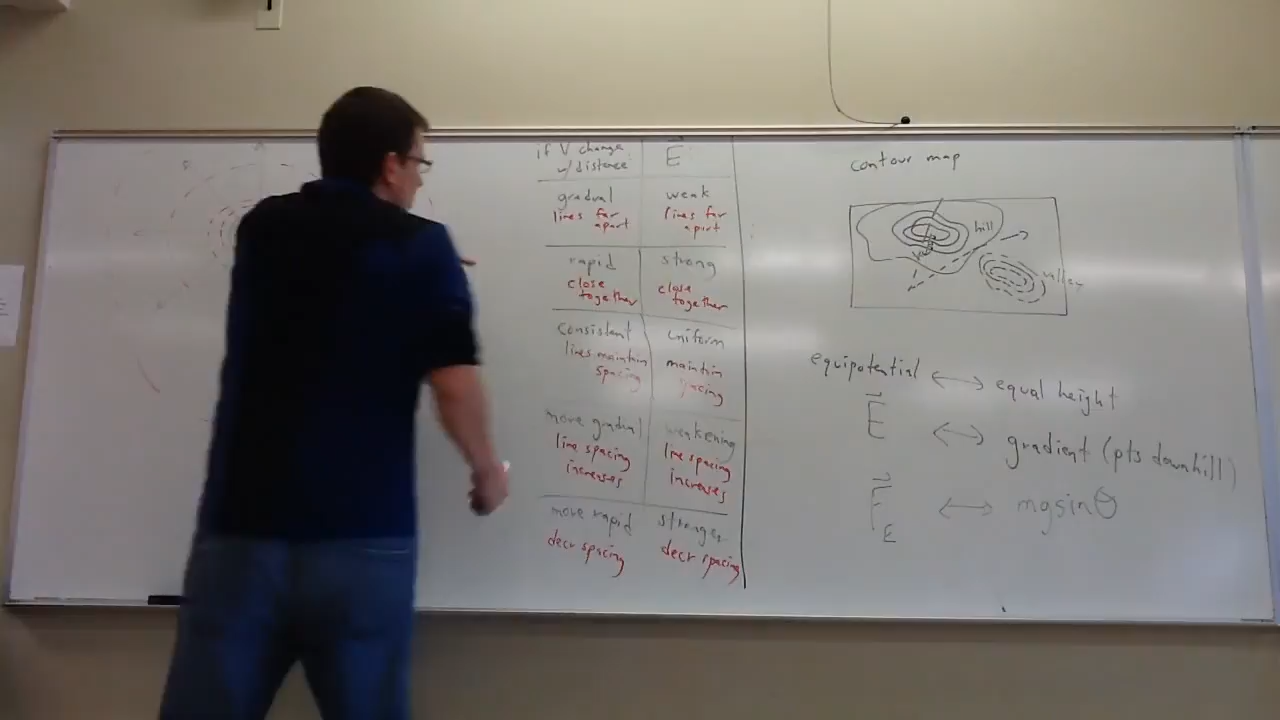 if V change
w/distance
E
gradual
lines far
apart
weak
lines far
apart
rapid
close
together
strong
close
together
consistent
lines maintain
spacing
uniform
maintain
spacing
more gradual
line spacing
increases
weakening
line spacing
increases
more rapid
decr spacing
stronger
decr spacing
contour map
hill
valley
equipotential ⟷ equal height
E ⟷ gradient (pts downhill)
F_E ⟷ mgsinθ